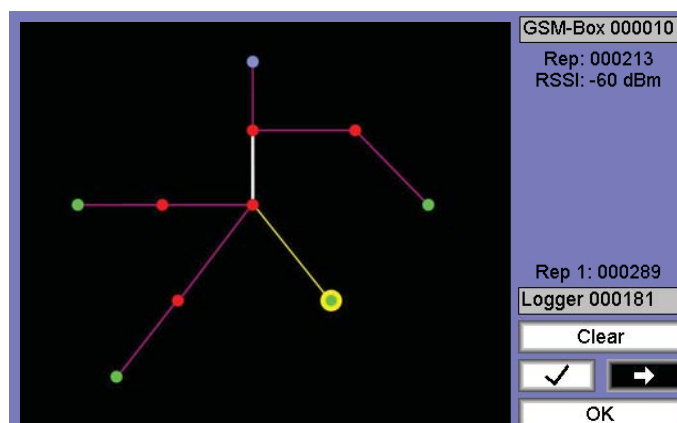 GSM-Box 000010
Rep: 000213
RSSI: -60 dBm
Rep 1: 000289
Logger 000181
Clear
OK